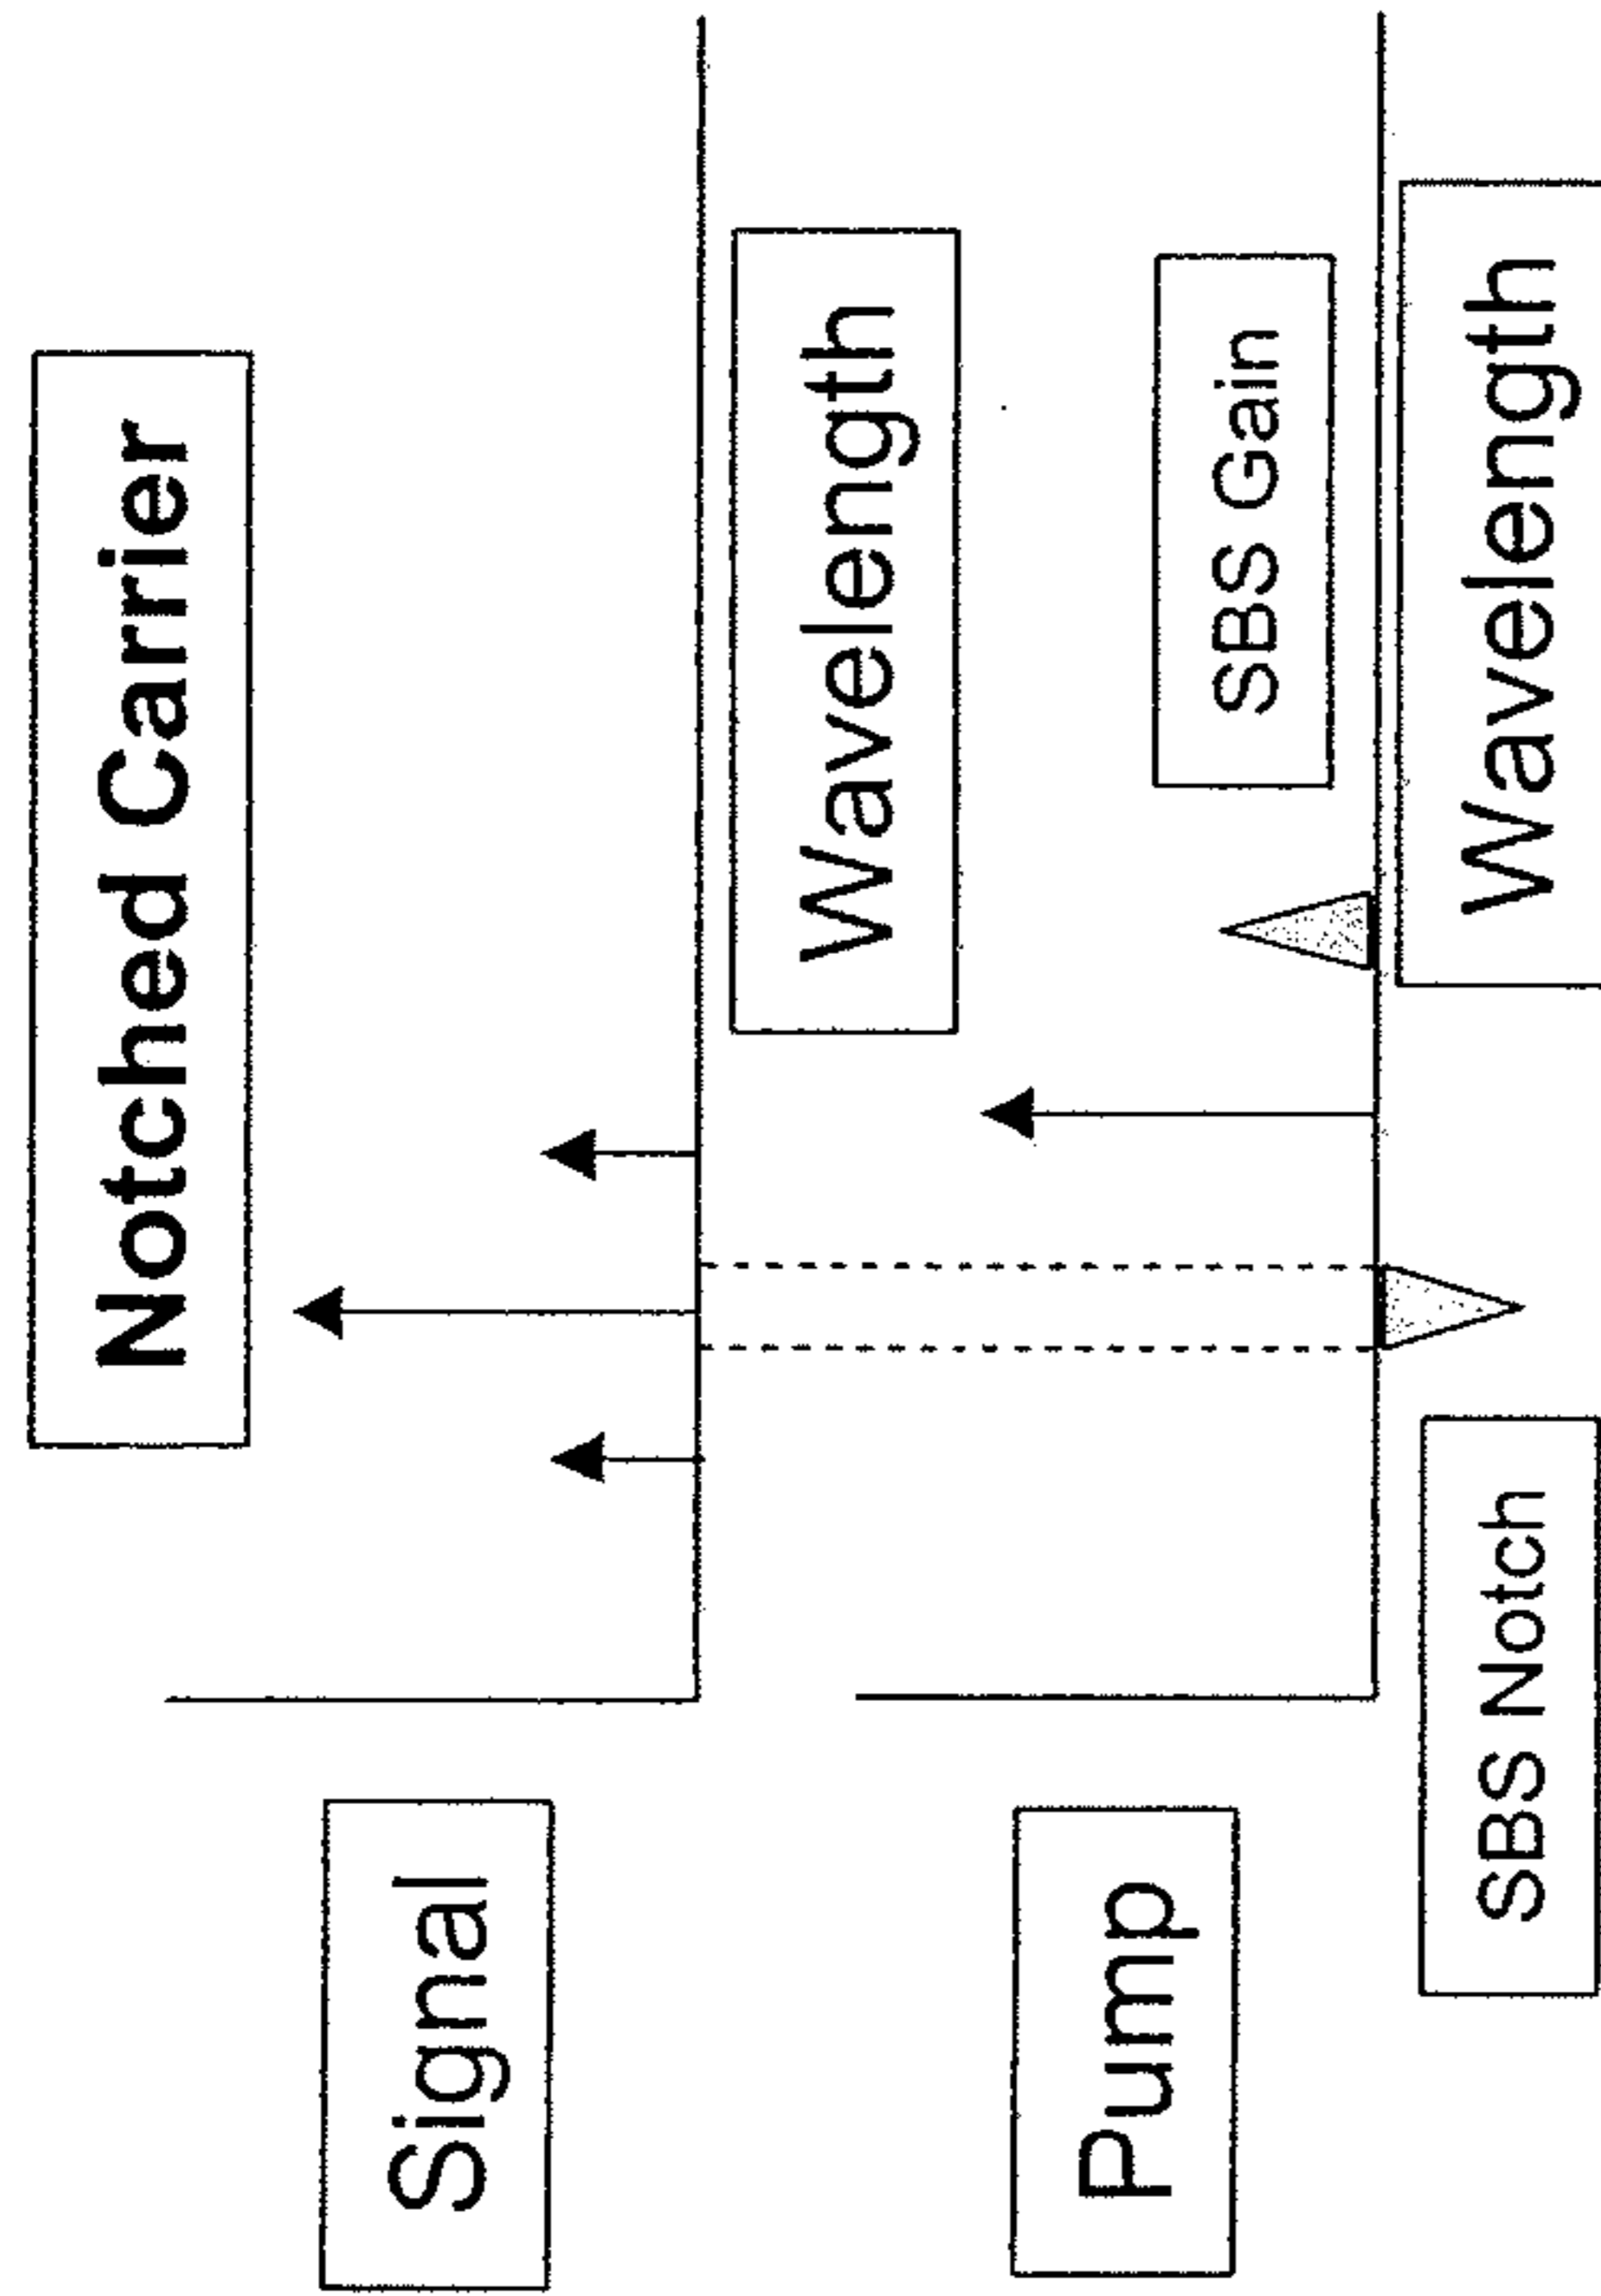 Notched Carrier
Signal
Wavelength
Pump
SBS Gain
SBS Notch
Wavelength